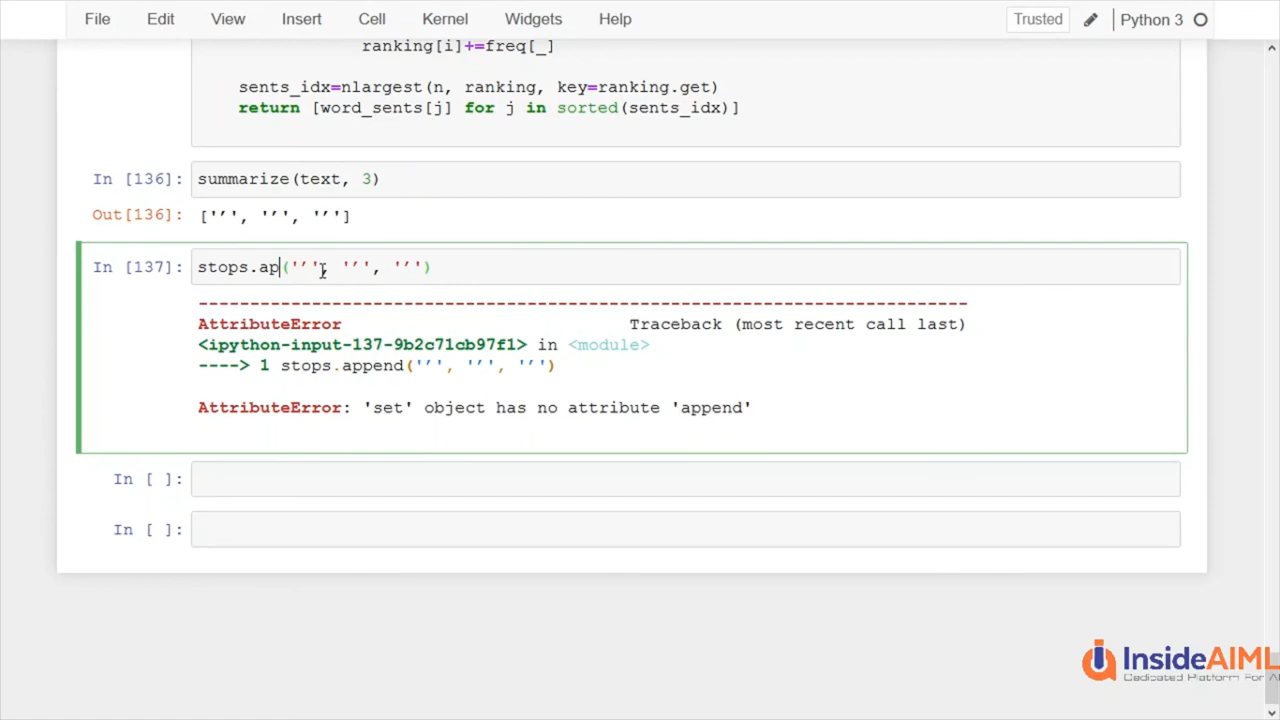 File Edit View Insert Cell Kernel Widgets Help Trusted Python 3
ranking[i]+=freq[_]
sents_idx=nlargest(n, ranking, key=ranking.get)
return [word_sents[j] for j in sorted(sents_idx)]
In [136]: summarize(text, 3)
Out[136]: ['′′, '′′, '′′]
In [137]: stops.ap('′′, '′′, '′′)
---------------------------------------------------------------------------
AttributeError Traceback (most recent call last)
<ipython-input-137-9b2c71cb97f1> in <module>
----> 1 stops.append('′′, '′′, '′′)
AttributeError: 'set' object has no attribute 'append'
In [ ]:
In [ ]:
InsideAIML
Dedicated Platform For